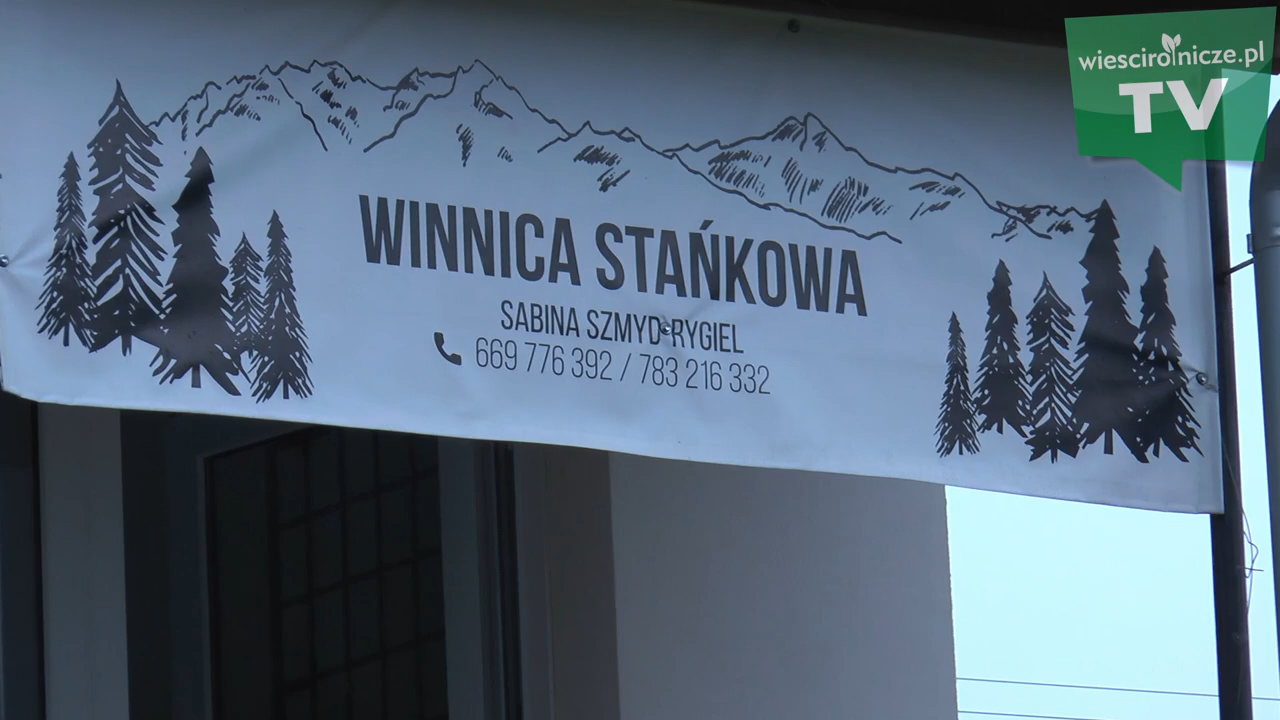 wiescirolnicze.pl
TV
WINNICA STAŃKOWA
SABINA SZMYD-RYGIEL
669 776 392 / 783 216 332